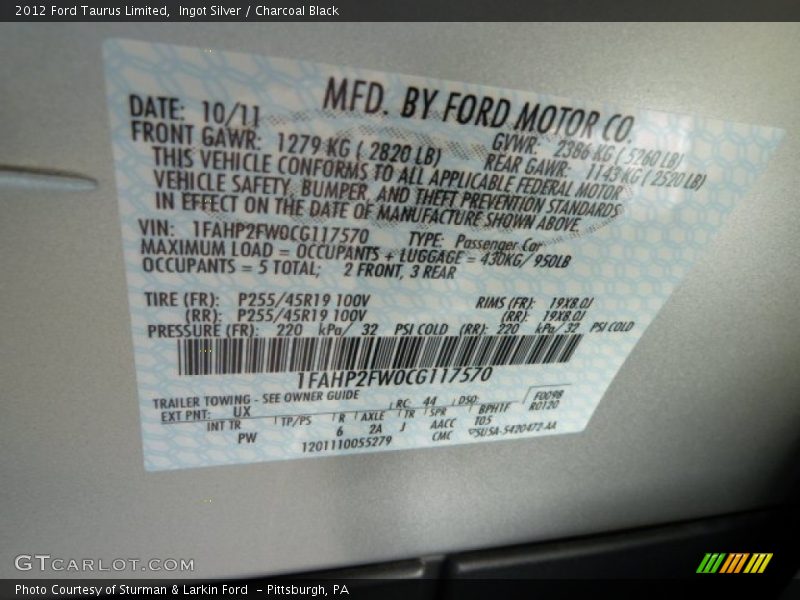 2012 Ford Taurus Limited,  Ingot Silver / Charcoal Black
MFD. BY FORD MOTOR CO.
DATE: 10/11
GVWR: 2386 KG ( 5260 LB)
FRONT GAWR: 1279 KG ( 2820 LB)
REAR GAWR: 1143 KG ( 2520 LB)
THIS VEHICLE CONFORMS TO ALL APPLICABLE FEDERAL MOTOR
VEHICLE SAFETY, BUMPER, AND THEFT PREVENTION STANDARDS
IN EFFECT ON THE DATE OF MANUFACTURE SHOWN ABOVE.
VIN: 1FAHP2FW0CG117570 TYPE: Passenger Car
MAXIMUM LOAD = OCCUPANTS + LUGGAGE = 430KG/ 950LB
OCCUPANTS = 5 TOTAL; 2 FRONT, 3 REAR
TIRE (FR): P255/45R19 100V RIMS (FR): 19X8.0J
(RR): P255/45R19 100V (RR): 19X8.0J
PRESSURE (FR): 220 kPa/ 32 PSI COLD (RR): 220 kPa/ 32 PSI COLD
1FAHP2FW0CG117570
TRAILER TOWING - SEE OWNER GUIDE
EXT PNT: UX RC: 44 DSO: F0098
R0120
INT TR TP/PS R AXLE TR SPR BPH1F
PW 6 2A J AACC T05
CMC 5U5A-5420472-AA
1201110055279
GTCARLOT.COM
Photo Courtesy of Sturman & Larkin Ford  - Pittsburgh, PA